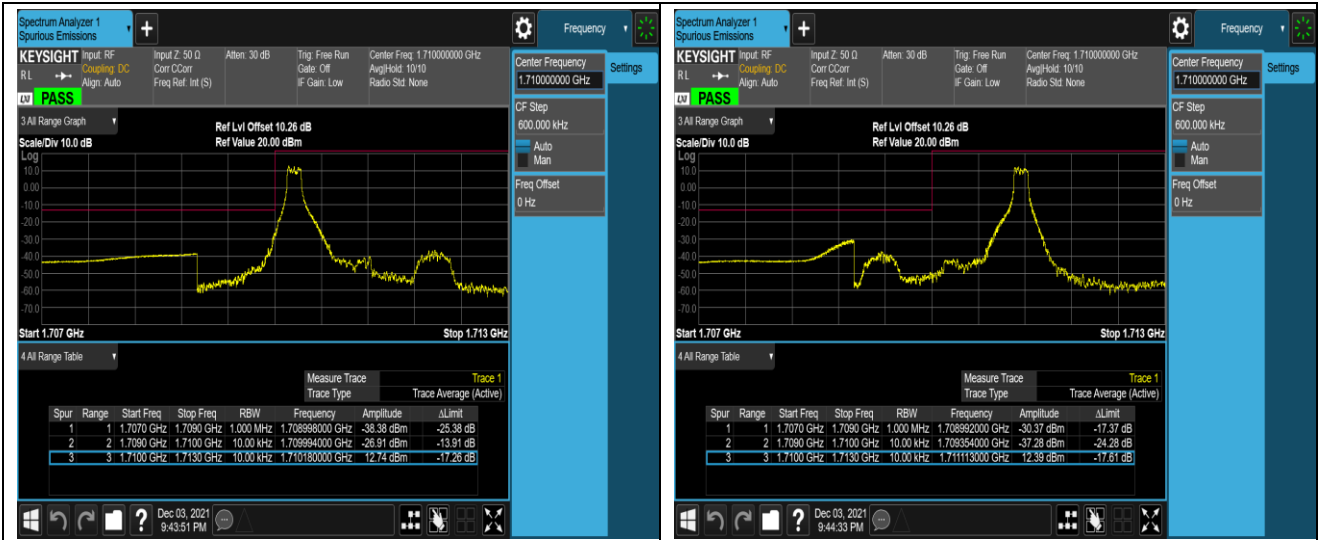 Spectrum Analyzer 1
Spurious Emissions
+
Frequency
KEYSIGHT Input: RF Input Z: 50 Ω Atten: 30 dB Trig: Free Run Center Freq: 1.710000000 GHz
RL Coupling: DC Corr CCorr Gate: Off Avg|Hold: 10/10
Align: Auto Freq Ref: Int (S) IF Gain: Low Radio Std: None
LXI PASS
Center Frequency
1.710000000 GHz
Settings
CF Step
600.000 kHz
Auto
Man
Freq Offset
0 Hz
3 All Range Graph
Ref Lvl Offset 10.26 dB
Scale/Div 10.0 dB Ref Value 20.00 dBm
Log
10.0
0.00
-10.0
-20.0
-30.0
-40.0
-50.0
-60.0
-70.0
Start 1.707 GHz Stop 1.713 GHz
4 All Range Table
Measure Trace Trace 1
Trace Type Trace Average (Active)
Spur Range Start Freq Stop Freq RBW Frequency Amplitude ΔLimit
1 1 1.7070 GHz 1.7090 GHz 1.000 MHz 1.708998000 GHz -38.38 dBm -25.38 dB
2 2 1.7090 GHz 1.7100 GHz 10.00 kHz 1.709994000 GHz -26.91 dBm -13.91 dB
3 3 1.7100 GHz 1.7130 GHz 10.00 kHz 1.710180000 GHz 12.74 dBm -17.26 dB
?
Dec 03, 2021
9:43:51 PM
Spectrum Analyzer 1
Spurious Emissions
+
Frequency
KEYSIGHT Input: RF Input Z: 50 Ω Atten: 30 dB Trig: Free Run Center Freq: 1.710000000 GHz
RL Coupling: DC Corr CCorr Gate: Off Avg|Hold: 10/10
Align: Auto Freq Ref: Int (S) IF Gain: Low Radio Std: None
LXI PASS
Center Frequency
1.710000000 GHz
Settings
CF Step
600.000 kHz
Auto
Man
Freq Offset
0 Hz
3 All Range Graph
Ref Lvl Offset 10.26 dB
Scale/Div 10.0 dB Ref Value 20.00 dBm
Log
10.0
0.00
-10.0
-20.0
-30.0
-40.0
-50.0
-60.0
-70.0
Start 1.707 GHz Stop 1.713 GHz
4 All Range Table
Measure Trace Trace 1
Trace Type Trace Average (Active)
Spur Range Start Freq Stop Freq RBW Frequency Amplitude ΔLimit
1 1 1.7070 GHz 1.7090 GHz 1.000 MHz 1.708992000 GHz -30.37 dBm -17.37 dB
2 2 1.7090 GHz 1.7100 GHz 10.00 kHz 1.709354000 GHz -37.28 dBm -24.28 dB
3 3 1.7100 GHz 1.7130 GHz 10.00 kHz 1.711113000 GHz 12.39 dBm -17.61 dB
?
Dec 03, 2021
9:44:33 PM